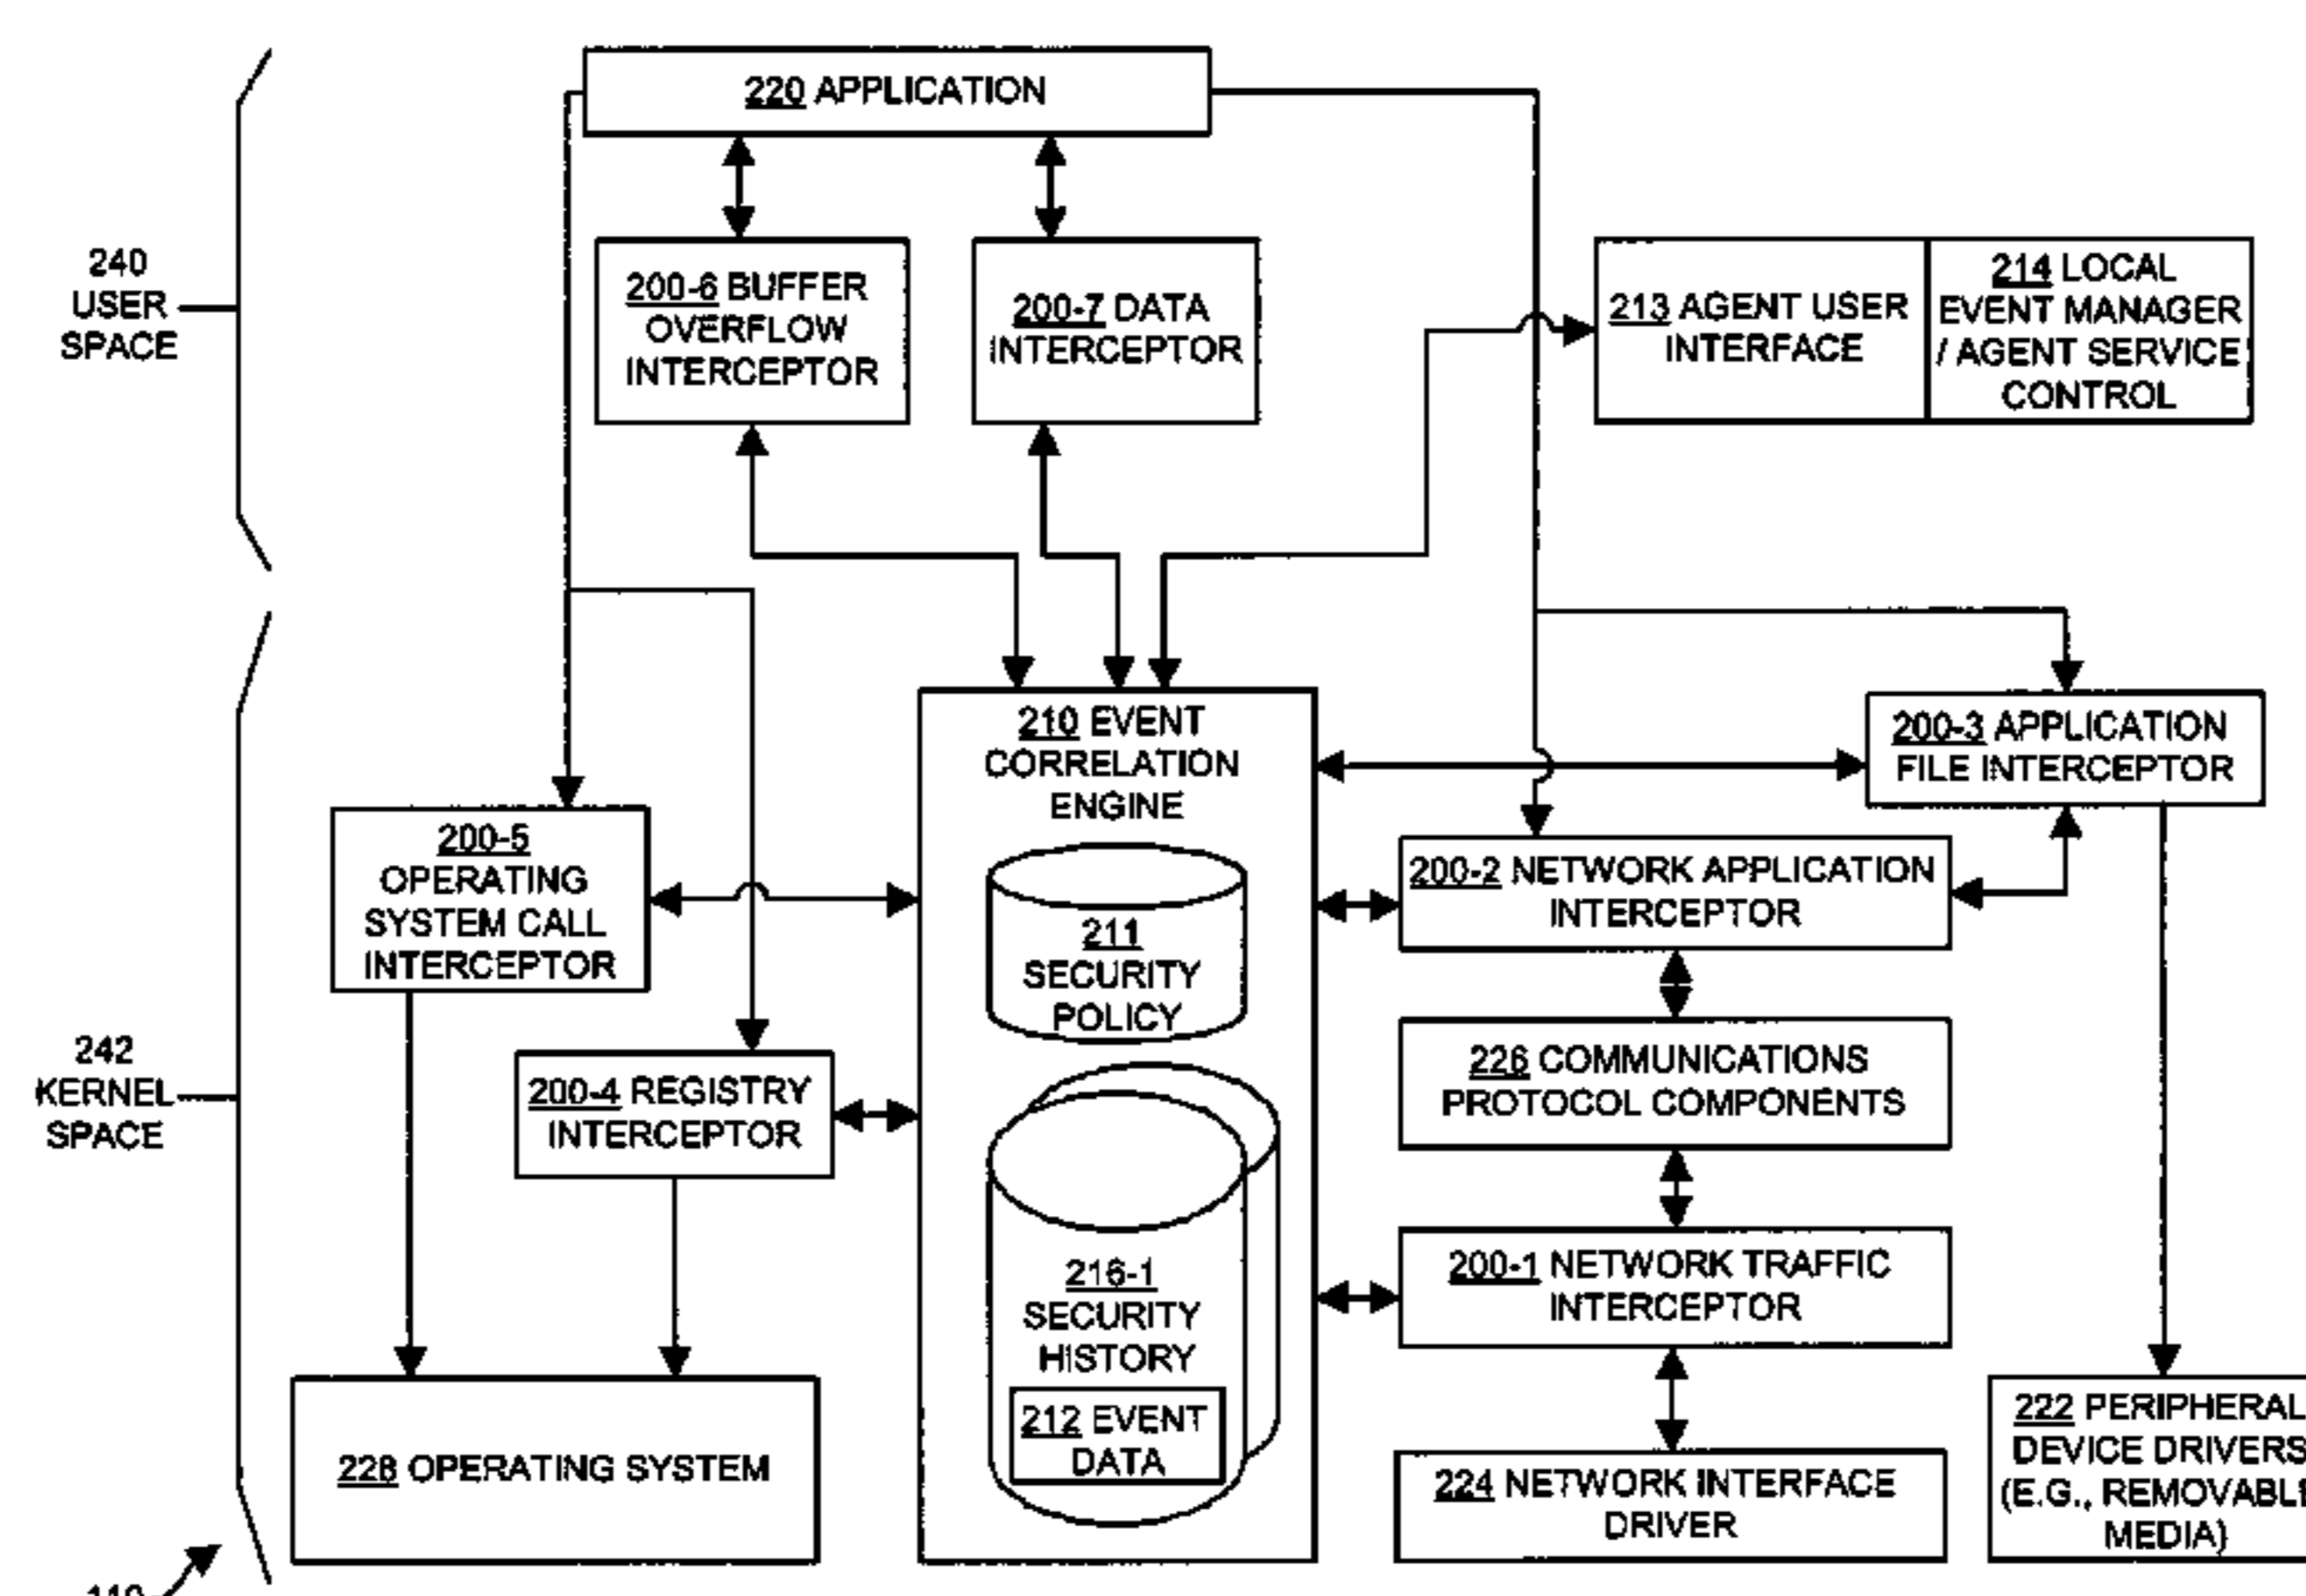 220 APPLICATION
240
USER
SPACE
200-6 BUFFER
OVERFLOW
INTERCEPTOR
200-7 DATA
INTERCEPTOR
213 AGENT USER
INTERFACE
214 LOCAL
EVENT MANAGER
/ AGENT SERVICE
CONTROL
242
KERNEL
SPACE
200-5
OPERATING
SYSTEM CALL
INTERCEPTOR
200-4 REGISTRY
INTERCEPTOR
228 OPERATING SYSTEM
210 EVENT
CORRELATION
ENGINE
211
SECURITY
POLICY
216-1
SECURITY
HISTORY
212 EVENT
DATA
200-3 APPLICATION
FILE INTERCEPTOR
200-2 NETWORK APPLICATION
INTERCEPTOR
226 COMMUNICATIONS
PROTOCOL COMPONENTS
200-1 NETWORK TRAFFIC
INTERCEPTOR
224 NETWORK INTERFACE
DRIVER
222 PERIPHERAL
DEVICE DRIVERS
(E.G., REMOVABLE
MEDIA)